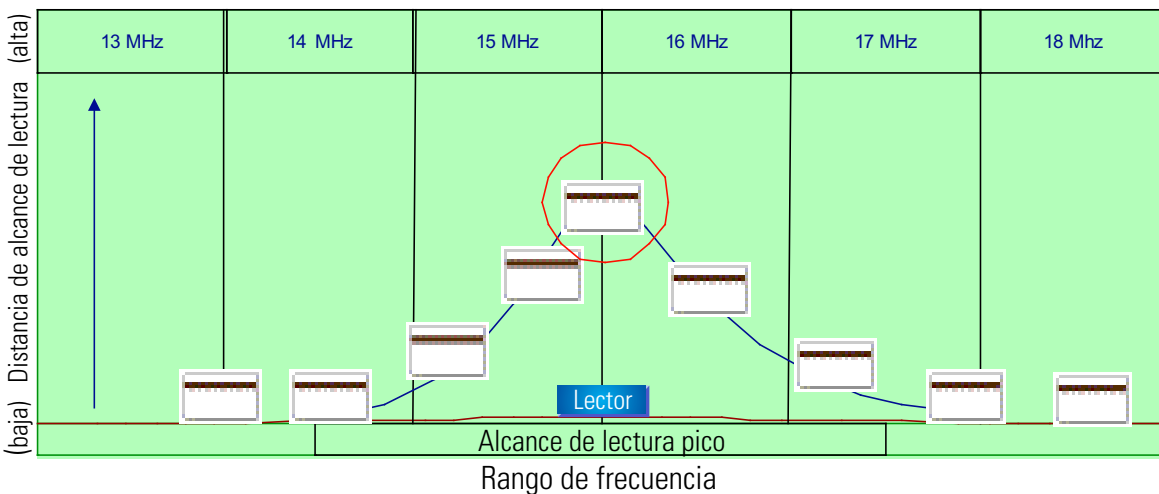 13 MHz
14 MHz
15 MHz
16 MHz
17 MHz
18 Mhz
(baja) Distancia de alcance de lectura (alta)
Lector
Alcance de lectura pico
Rango de frecuencia